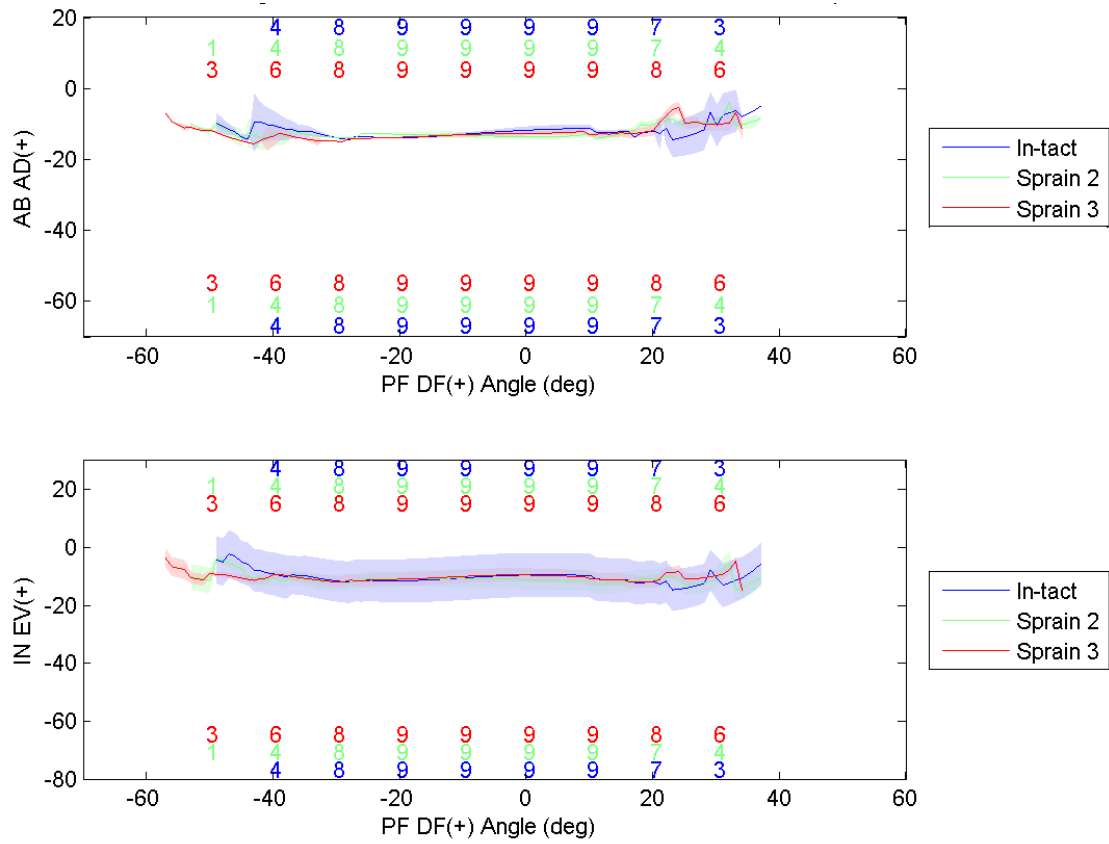 20
4 8 9 9 9 9 7 3
1 4 8 9 9 9 9 7 4
3 6 8 9 9 9 9 8 6
0
-20
-40
-60
AB AD(+)
3 6 8 9 9 9 9 8 6
1 4 8 9 9 9 9 7 4
4 8 9 9 9 9 7 3
-60 -40 -20 0 20 40 60
PF DF(+) Angle (deg)
In-tact
Sprain 2
Sprain 3
20
4 8 9 9 9 9 7 3
1 4 8 9 9 9 9 7 4
3 6 8 9 9 9 9 8 6
0
-20
-40
-60
-80
IN EV(+)
3 6 8 9 9 9 9 8 6
1 4 8 9 9 9 9 7 4
4 8 9 9 9 9 7 3
-60 -40 -20 0 20 40 60
PF DF(+) Angle (deg)
In-tact
Sprain 2
Sprain 3